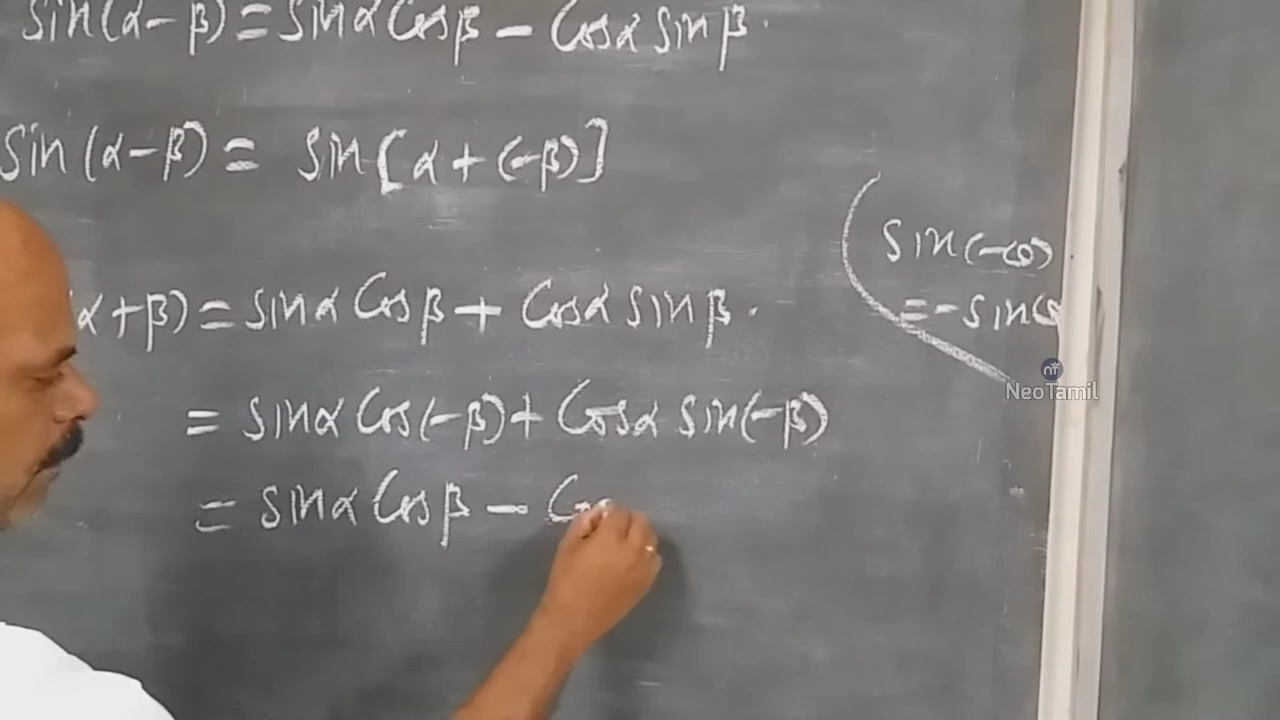 sin(α-β)=sinα cosβ - cosα sinβ.
sin(α-β)= sin[α+(-β)]
α+β)=sinα cosβ + cosα sinβ.
= sinα cos(-β)+ cosα sin(-β)
= sinα cosβ - cos
sin(-θ)
=-sinθ
NeoTamil